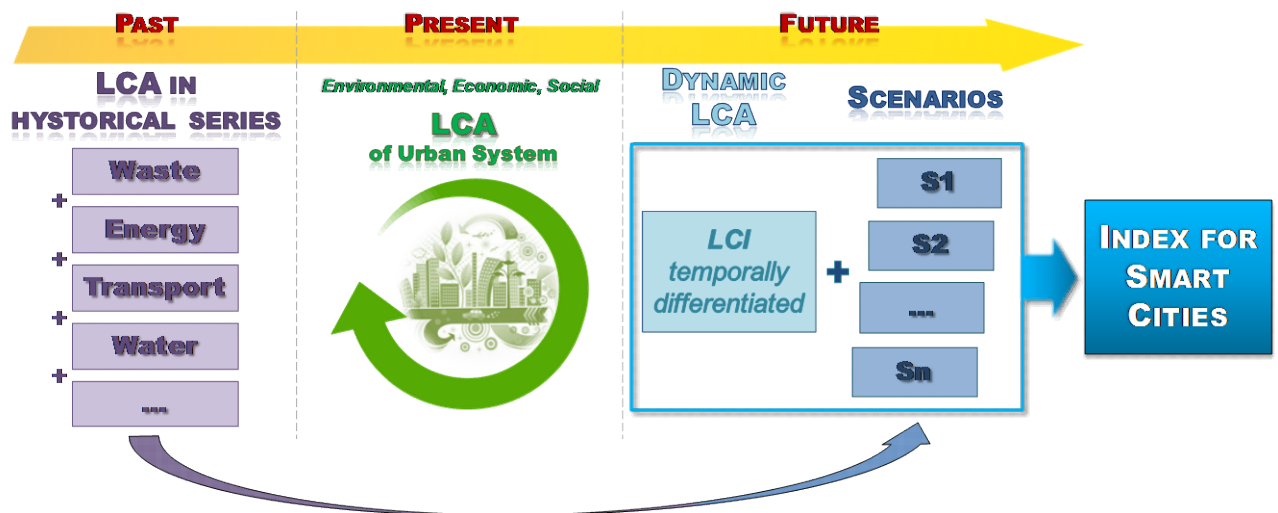 PAST
PRESENT
FUTURE
LCA IN
HYSTORICAL SERIES
Waste
+
Energy
+
Transport
+
Water
+
...
Environmental, Economic, Social
LCA
of Urban System
DYNAMIC
LCA
SCENARIOS
LCI
temporally
differentiated
+
S1
S2
...
Sn
INDEX FOR
SMART
CITIES